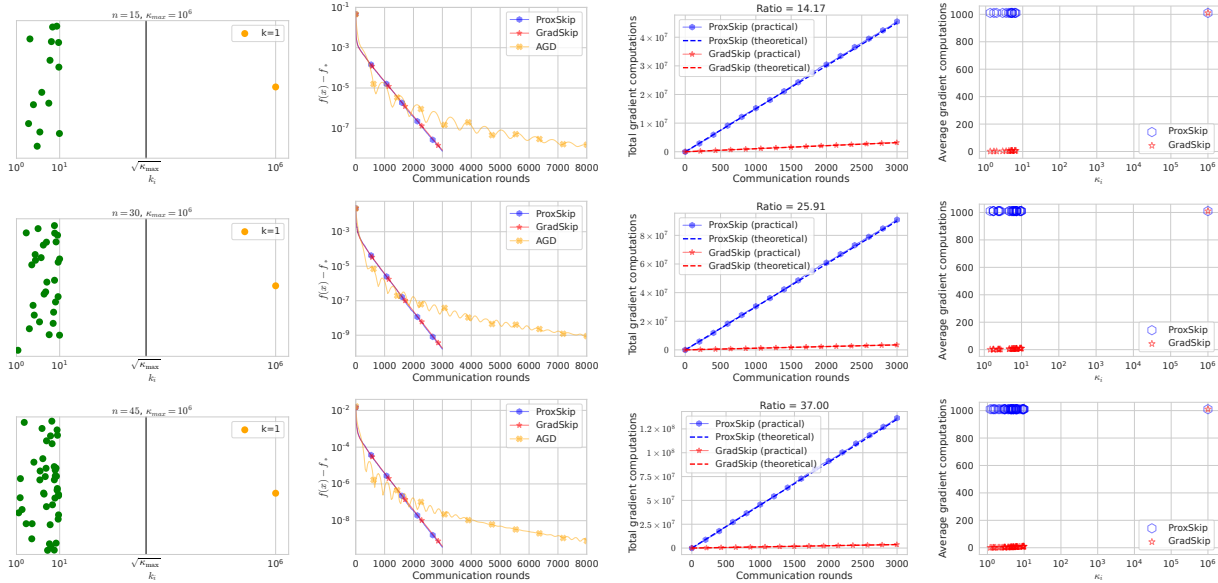 n = 15, κmax = 10^6
k=1
10^0 10^1 √κmax 10^6
k_i
10^-1
10^-3
10^-5
10^-7
f(x) − f⋆
ProxSkip
GradSkip
AGD
0 1000 2000 3000 4000 5000 6000 7000 8000
Communication rounds
Ratio = 14.17
Total gradient computations
4 × 10^7
3 × 10^7
2 × 10^7
1 × 10^7
0
ProxSkip (practical)
ProxSkip (theoretical)
GradSkip (practical)
GradSkip (theoretical)
0 500 1000 1500 2000 2500 3000
Communication rounds
Average gradient computations
1000
800
600
400
200
0
ProxSkip
GradSkip
10^0 10^1 10^2 10^3 10^4 10^5 10^6
κ_i
n = 30, κmax = 10^6
k=1
10^0 10^1 √κmax 10^6
k_i
10^-3
10^-5
10^-7
10^-9
f(x) − f⋆
ProxSkip
GradSkip
AGD
0 1000 2000 3000 4000 5000 6000 7000 8000
Communication rounds
Ratio = 25.91
Total gradient computations
8 × 10^7
6 × 10^7
4 × 10^7
2 × 10^7
0
ProxSkip (practical)
ProxSkip (theoretical)
GradSkip (practical)
GradSkip (theoretical)
0 500 1000 1500 2000 2500 3000
Communication rounds
Average gradient computations
1000
800
600
400
200
0
ProxSkip
GradSkip
10^0 10^1 10^2 10^3 10^4 10^5 10^6
κ_i
n = 45, κmax = 10^6
k=1
10^0 10^1 √κmax 10^6
k_i
10^-2
10^-4
10^-6
10^-8
f(x) − f⋆
ProxSkip
GradSkip
AGD
0 1000 2000 3000 4000 5000 6000 7000 8000
Communication rounds
Ratio = 37.00
Total gradient computations
1.2 × 10^8
10^8
7.5 × 10^7
5 × 10^7
2.5 × 10^7
0
ProxSkip (practical)
ProxSkip (theoretical)
GradSkip (practical)
GradSkip (theoretical)
0 500 1000 1500 2000 2500 3000
Communication rounds
Average gradient computations
1000
800
600
400
200
0
ProxSkip
GradSkip
10^0 10^1 10^2 10^3 10^4 10^5 10^6
κ_i